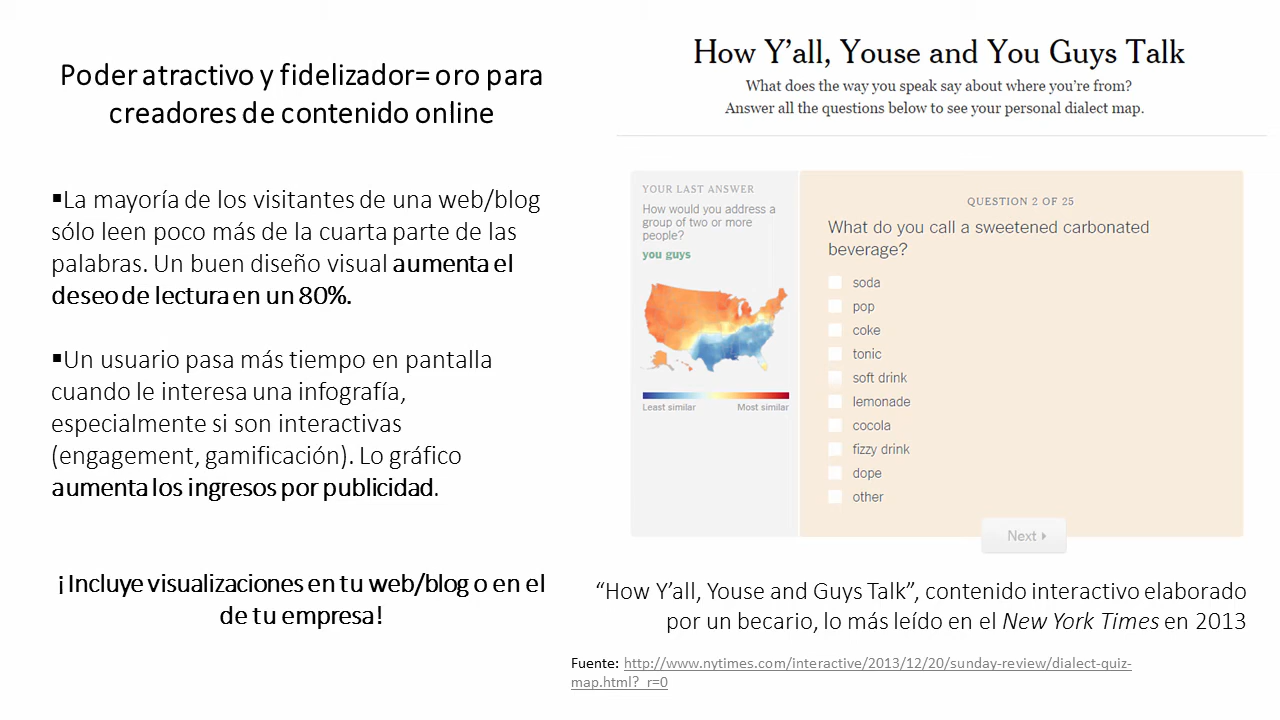 Poder atractivo y fidelizador= oro para
creadores de contenido online
▪La mayoría de los visitantes de una web/blog
sólo leen poco más de la cuarta parte de las
palabras. Un buen diseño visual aumenta el
deseo de lectura en un 80%.
▪Un usuario pasa más tiempo en pantalla
cuando le interesa una infografía,
especialmente si son interactivas
(engagement, gamificación). Lo gráfico
aumenta los ingresos por publicidad.
¡Incluye visualizaciones en tu web/blog o en el
de tu empresa!
How Y'all, Youse and You Guys Talk
What does the way you speak say about where you're from?
Answer all the questions below to see your personal dialect map.
YOUR LAST ANSWER
How would you address a
group of two or more
people?
you guys
Least similar Most similar
QUESTION 2 OF 25
What do you call a sweetened carbonated
beverage?
soda
pop
coke
tonic
soft drink
lemonade
cocola
fizzy drink
dope
other
Next
“How Y'all, Youse and Guys Talk”, contenido interactivo elaborado
por un becario, lo más leído en el New York Times en 2013
Fuente: http://www.nytimes.com/interactive/2013/12/20/sunday-review/dialect-quiz-
map.html?_r=0